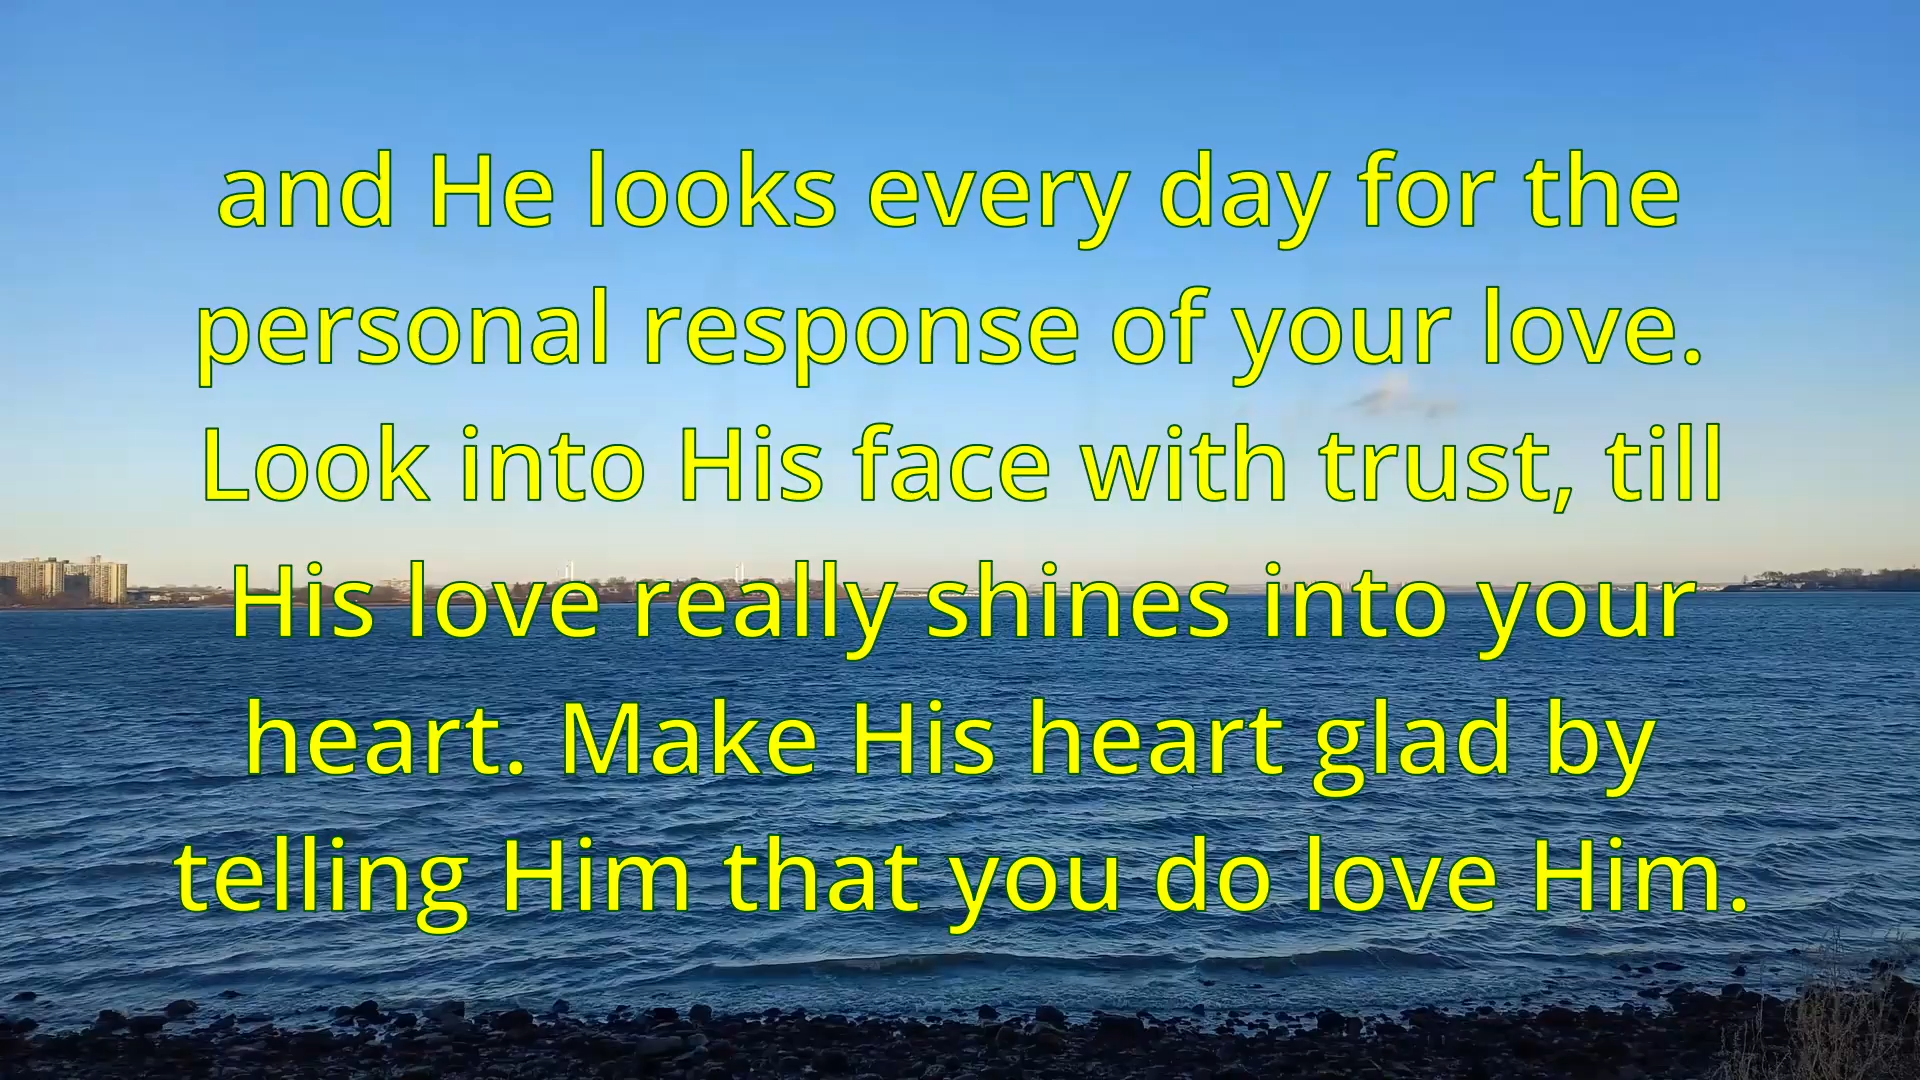 and He looks every day for the
personal response of your love.
Look into His face with trust, till
His love really shines into your
heart. Make His heart glad by
telling Him that you do love Him.